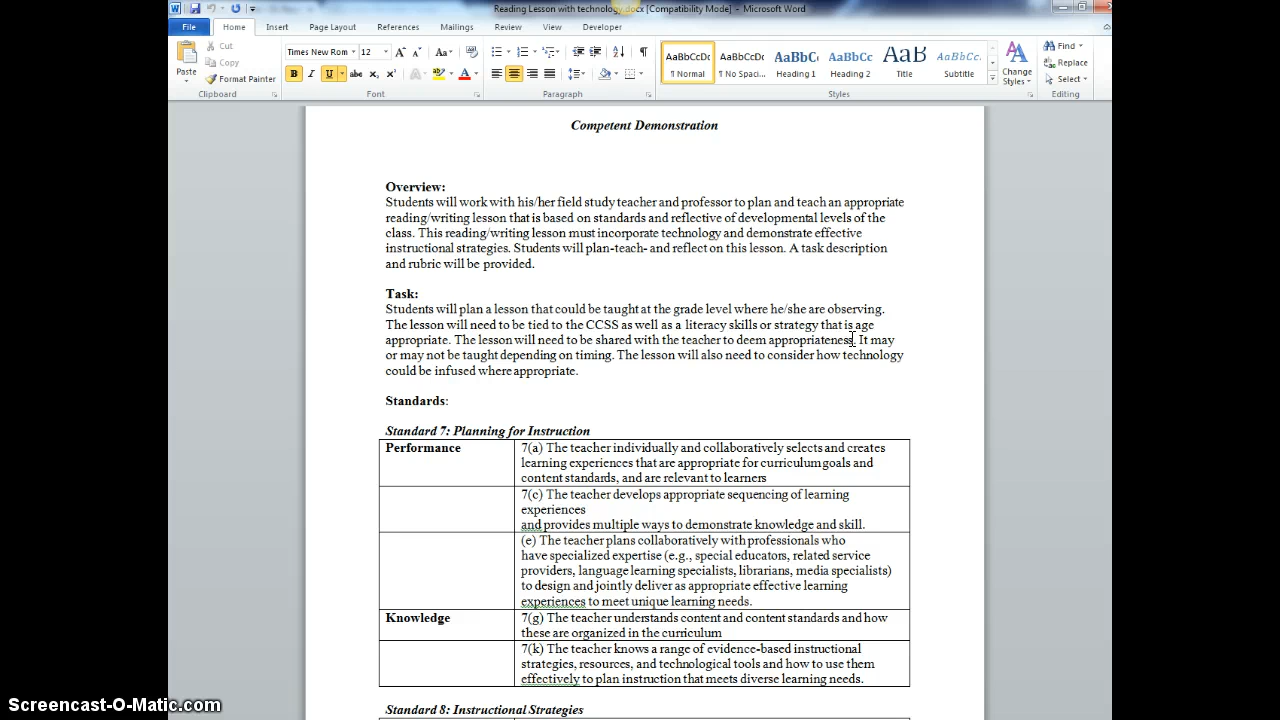 Reading Lesson with technology.docx [Compatibility Mode] - Microsoft Word
File Home Insert Page Layout References Mailings Review View Developer
Cut
Copy
Format Painter
Paste
Times New Rom 12
AaBbCcDc AaBbCcDc AaBbC AaBbCc AaB AaBbCc.
¶ Normal ¶ No Spaci... Heading 1 Heading 2 Title Subtitle
Change Styles
Find
Replace
Select
Clipboard Font Paragraph Styles Editing
Competent Demonstration
Overview:
Students will work with his/her field study teacher and professor to plan and teach an appropriate
reading/writing lesson that is based on standards and reflective of developmental levels of the
class. This reading/writing lesson must incorporate technology and demonstrate effective
instructional strategies. Students will plan-teach- and reflect on this lesson. A task description
and rubric will be provided.
Task:
Students will plan a lesson that could be taught at the grade level where he/she are observing.
The lesson will need to be tied to the CCSS as well as a literacy skills or strategy that is age
appropriate. The lesson will need to be shared with the teacher to deem appropriateness. It may
or may not be taught depending on timing. The lesson will also need to consider how technology
could be infused where appropriate.
Standards:
Standard 7: Planning for Instruction
Performance
7(a) The teacher individually and collaboratively selects and creates
learning experiences that are appropriate for curriculum goals and
content standards, and are relevant to learners
7(c) The teacher develops appropriate sequencing of learning
experiences
and provides multiple ways to demonstrate knowledge and skill.
(e) The teacher plans collaboratively with professionals who
have specialized expertise (e.g., special educators, related service
providers, language learning specialists, librarians, media specialists)
to design and jointly deliver as appropriate effective learning
experiences to meet unique learning needs.
Knowledge
7(g) The teacher understands content and content standards and how
these are organized in the curriculum
7(k) The teacher knows a range of evidence-based instructional
strategies, resources, and technological tools and how to use them
effectively to plan instruction that meets diverse learning needs.
Standard 8: Instructional Strategies
Screencast-O-Matic.com